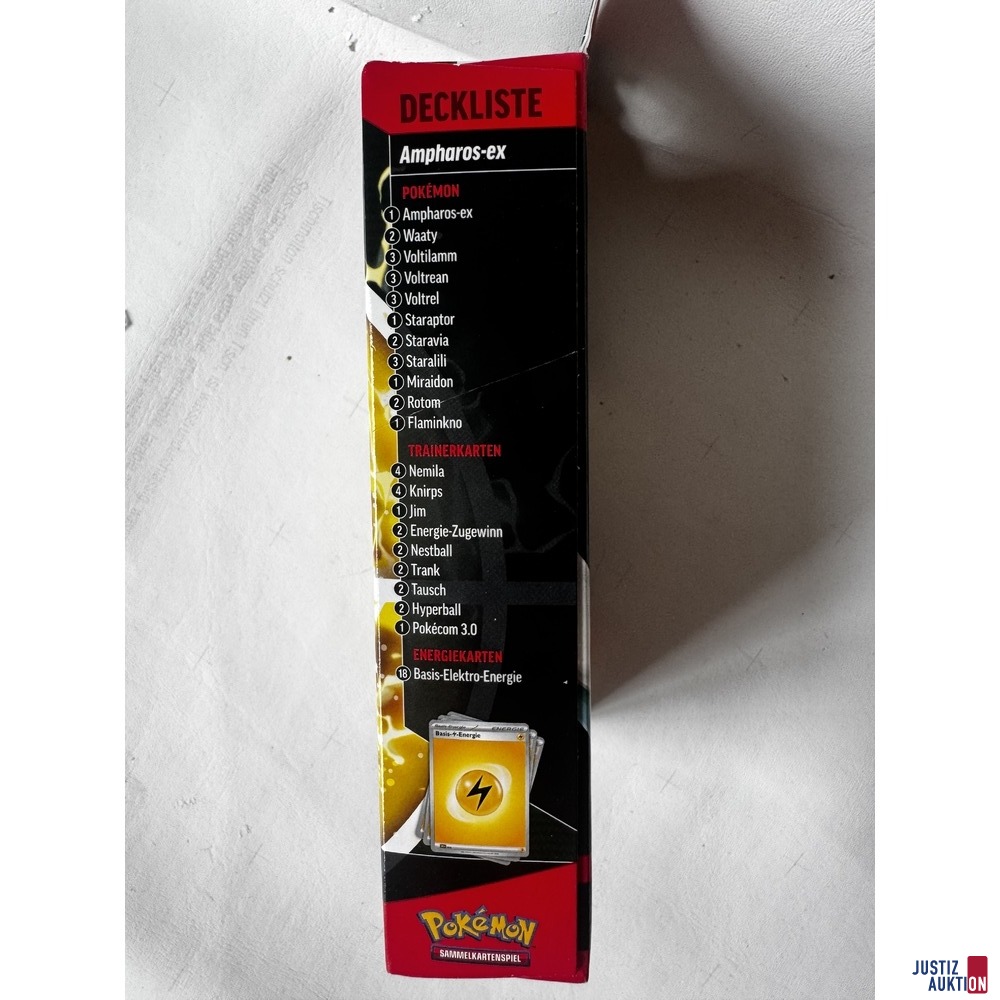 DECKLISTE
Ampharos-ex
POKÉMON
1 Ampharos-ex
2 Waaty
3 Voltilamm
3 Voltrean
3 Voltrel
1 Staraptor
2 Staravia
3 Staralili
1 Miraidon
2 Rotom
1 Flaminkno
TRAINERKARTEN
4 Nemila
4 Knirps
1 Jim
2 Energie-Zugewinn
2 Nestball
2 Trank
2 Tausch
2 Hyperball
1 Pokécom 3.0
ENERGIEKARTEN
18 Basis-Elektro-Energie
Basis-Energie ENERGIE
Basis- -Energie
POKÉMON
SAMMELKARTENSPIEL
JUSTIZ
AUKTION